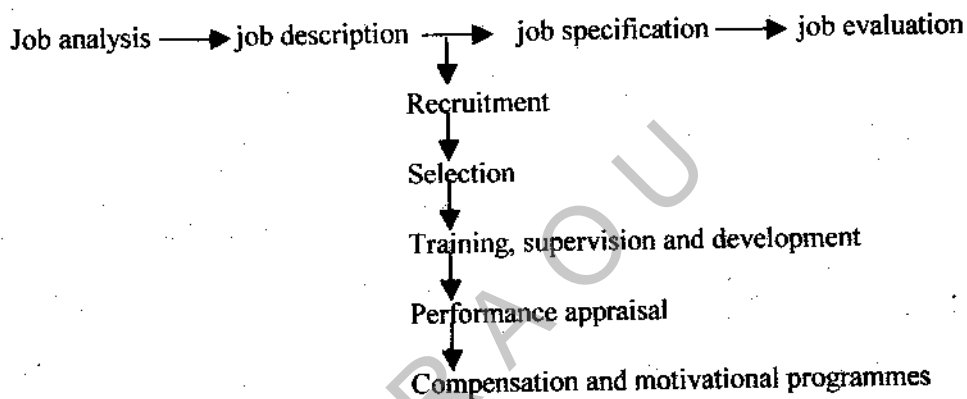 Job analysis job description job specification job evaluation
Recruitment
Selection
Training, supervision and development
Performance appraisal
Compensation and motivational programmes
R A O U